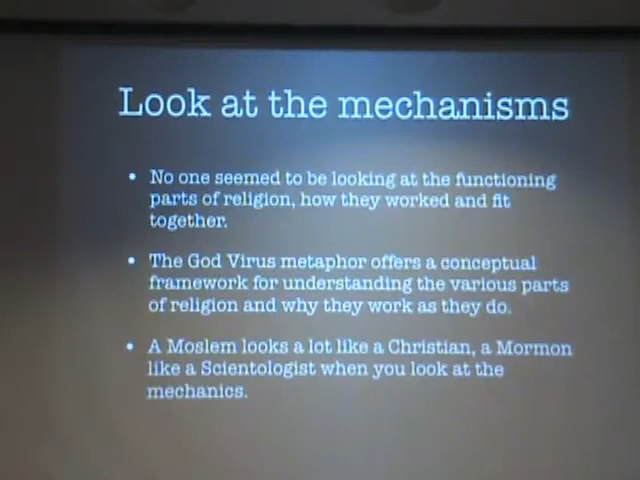 Look at the mechanisms
• No one seemed to be looking at the functioning
parts of religion, how they worked and fit
together.
• The God Virus metaphor offers a conceptual
framework for understanding the various parts
of religion and why they work as they do.
• A Moslem looks a lot like a Christian, a Mormon
like a Scientologist when you look at the
mechanics.